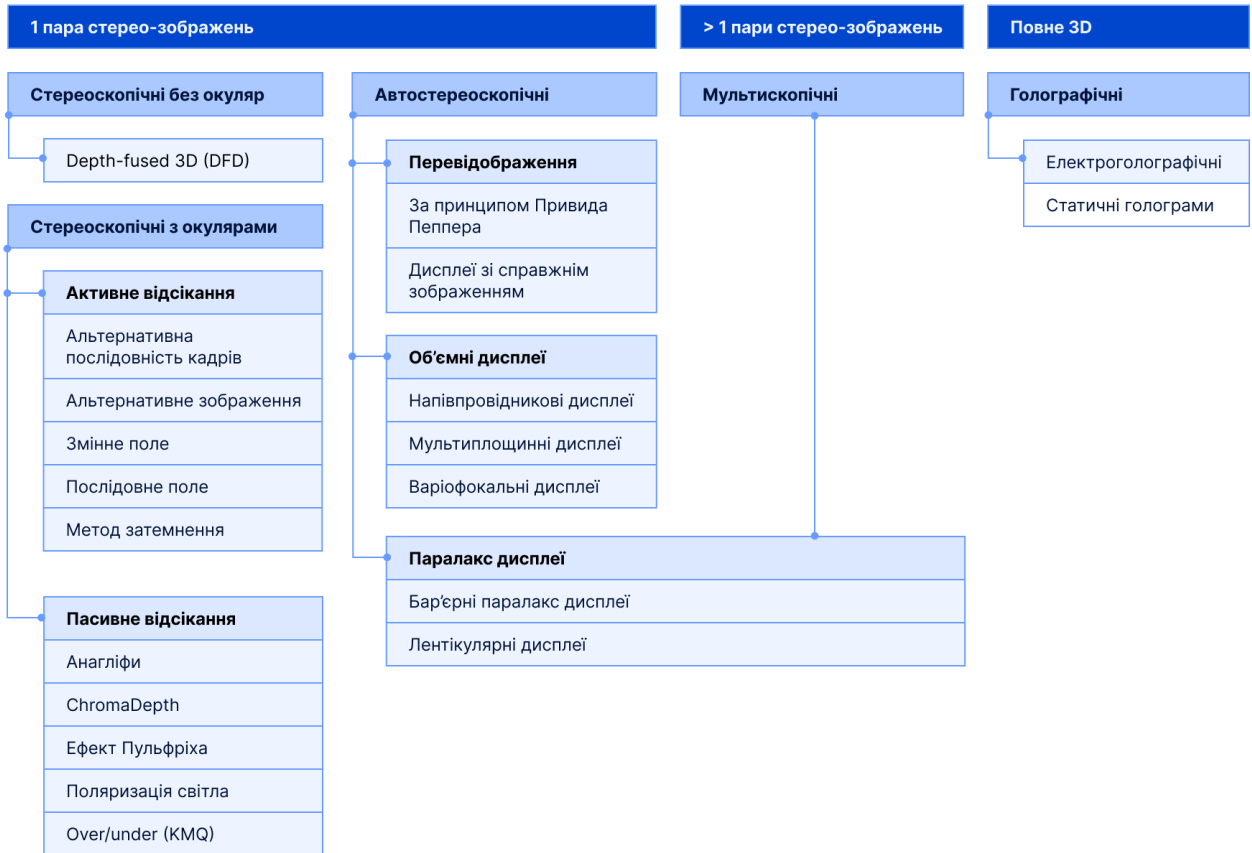 1 пара стерео-зображень
> 1 пари стерео-зображень
Повне 3D
Стереоскопічні без окуляр
Depth-fused 3D (DFD)
Стереоскопічні з окулярами
Активне відсікання
Альтернативна
послідовність кадрів
Альтернативне зображення
Змінне поле
Послідовне поле
Метод затемнення
Пасивне відсікання
Анагліфи
ChromaDepth
Ефект Пульфріха
Поляризація світла
Over/under (KMQ)
Автостереоскопічні
Перевідображення
За принципом Привида
Пеппера
Дисплеї зі справжнім
зображенням
Об’ємні дисплеї
Напівпровідникові дисплеї
Мультиплощинні дисплеї
Варіофокальні дисплеї
Мультископічні
Паралакс дисплеї
Бар’єрні паралакс дисплеї
Лентікулярні дисплеї
Голографічні
Електроголографічні
Статичні голограми